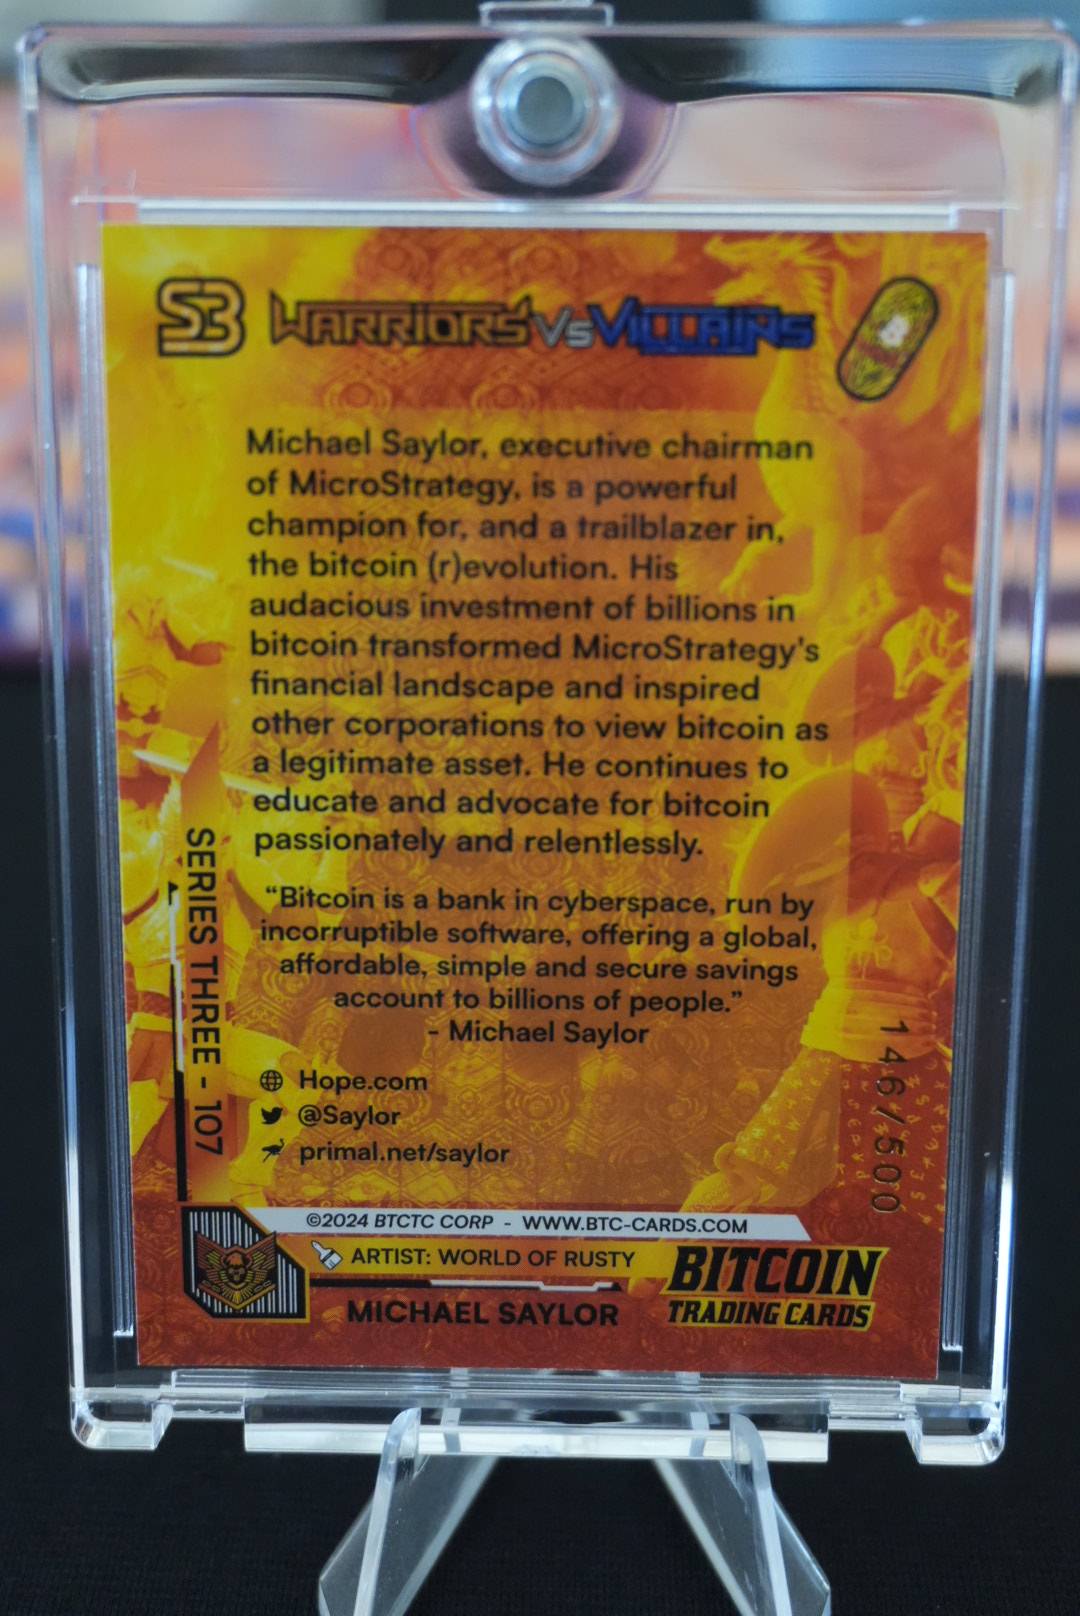 S3 WARRIORS VS VILLAINS
Michael Saylor, executive chairman
of MicroStrategy, is a powerful
champion for, and a trailblazer in,
the bitcoin (r)evolution. His
audacious investment of billions in
bitcoin transformed MicroStrategy's
financial landscape and inspired
other corporations to view bitcoin as
a legitimate asset. He continues to
educate and advocate for bitcoin
passionately and relentlessly.
“Bitcoin is a bank in cyberspace, run by
incorruptible software, offering a global,
affordable, simple and secure savings
account to billions of people.”
- Michael Saylor
Hope.com
@Saylor
primal.net/saylor
SERIES THREE - 107
146/500
©2024 BTCTC CORP - WWW.BTC-CARDS.COM
ARTIST: WORLD OF RUSTY
MICHAEL SAYLOR
BITCOIN
TRADING CARDS